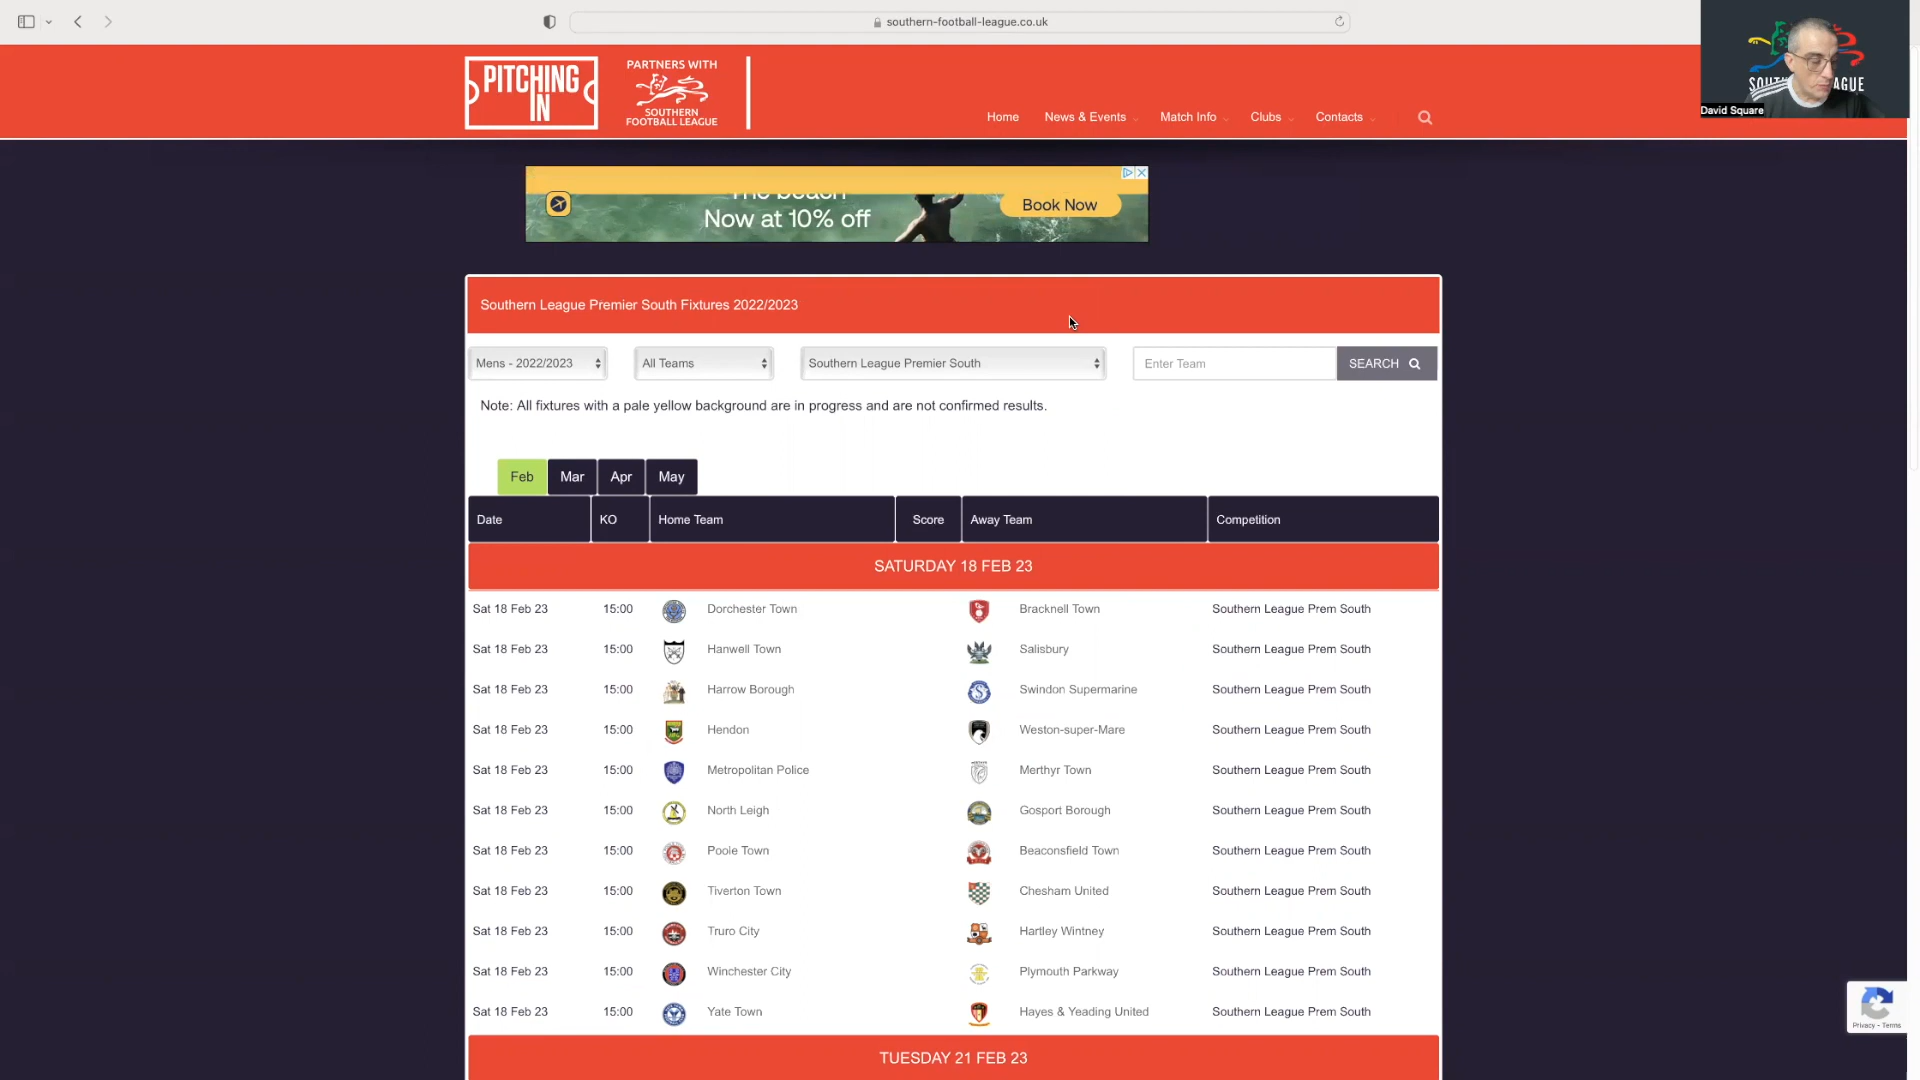 southern-football-league.co.uk
PITCHING
IN
PARTNERS WITH
SOUTHERN
FOOTBALL LEAGUE
Home
News & Events
Match Info
Clubs
Contacts
David Square
Now at 10% off
Book Now
Southern League Premier South Fixtures 2022/2023
Mens - 2022/2023
All Teams
Southern League Premier South
Enter Team
SEARCH
Note: All fixtures with a pale yellow background are in progress and are not confirmed results.
Feb Mar Apr May
Date KO Home Team Score Away Team Competition
SATURDAY 18 FEB 23
Sat 18 Feb 23 15:00 Dorchester Town Bracknell Town Southern League Prem South
Sat 18 Feb 23 15:00 Hanwell Town Salisbury Southern League Prem South
Sat 18 Feb 23 15:00 Harrow Borough Swindon Supermarine Southern League Prem South
Sat 18 Feb 23 15:00 Hendon Weston-super-Mare Southern League Prem South
Sat 18 Feb 23 15:00 Metropolitan Police Merthyr Town Southern League Prem South
Sat 18 Feb 23 15:00 North Leigh Gosport Borough Southern League Prem South
Sat 18 Feb 23 15:00 Poole Town Beaconsfield Town Southern League Prem South
Sat 18 Feb 23 15:00 Tiverton Town Chesham United Southern League Prem South
Sat 18 Feb 23 15:00 Truro City Hartley Wintney Southern League Prem South
Sat 18 Feb 23 15:00 Winchester City Plymouth Parkway Southern League Prem South
Sat 18 Feb 23 15:00 Yate Town Hayes & Yeading United Southern League Prem South
TUESDAY 21 FEB 23
Privacy - Terms